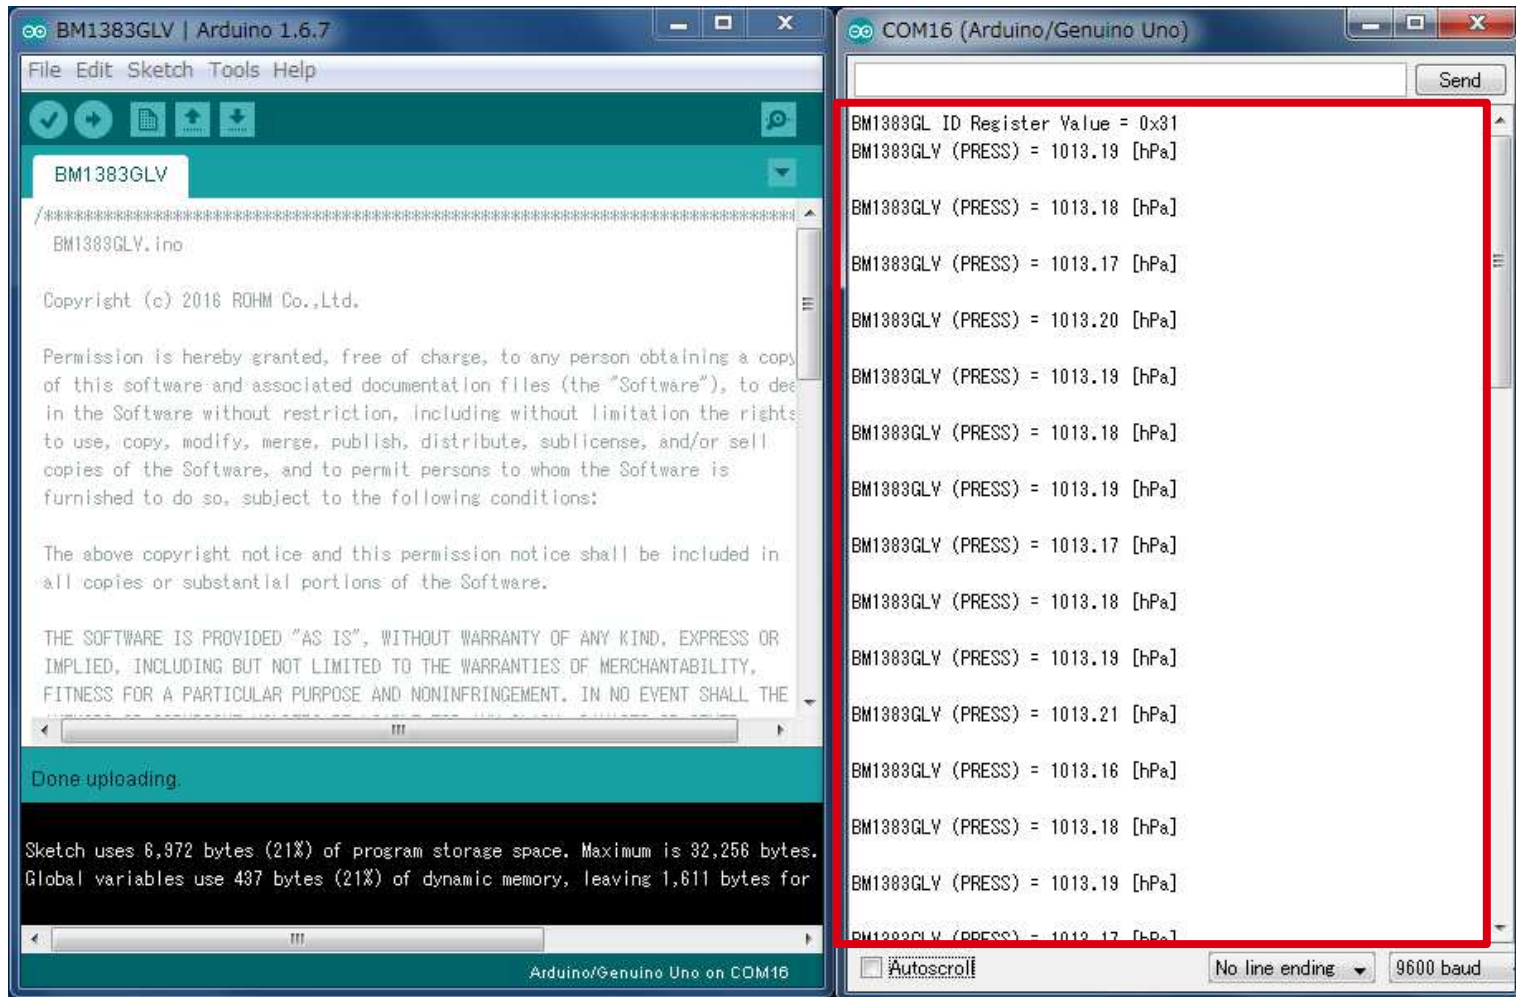 BM1383GLV | Arduino 1.6.7
File Edit Sketch Tools Help
BM1383GLV
/*******************************************************************************
BM1383GLV.ino
Copyright (c) 2016 ROHM Co.,Ltd.
Permission is hereby granted, free of charge, to any person obtaining a copy
of this software and associated documentation files (the "Software"), to dea
in the Software without restriction, including without limitation the rights
to use, copy, modify, merge, publish, distribute, sublicense, and/or sell
copies of the Software, and to permit persons to whom the Software is
furnished to do so, subject to the following conditions:
The above copyright notice and this permission notice shall be included in
all copies or substantial portions of the Software.
THE SOFTWARE IS PROVIDED "AS IS", WITHOUT WARRANTY OF ANY KIND, EXPRESS OR
IMPLIED, INCLUDING BUT NOT LIMITED TO THE WARRANTIES OF MERCHANTABILITY,
FITNESS FOR A PARTICULAR PURPOSE AND NONINFRINGEMENT. IN NO EVENT SHALL THE
Done uploading.
Sketch uses 6,972 bytes (21%) of program storage space. Maximum is 32,256 bytes.
Global variables use 437 bytes (21%) of dynamic memory, leaving 1,611 bytes for
Arduino/Genuino Uno on COM16
COM16 (Arduino/Genuino Uno)
Send
BM1383GL ID Register Value = 0x31
BM1383GLV (PRESS) = 1013.19 [hPa]
BM1383GLV (PRESS) = 1013.18 [hPa]
BM1383GLV (PRESS) = 1013.17 [hPa]
BM1383GLV (PRESS) = 1013.20 [hPa]
BM1383GLV (PRESS) = 1013.19 [hPa]
BM1383GLV (PRESS) = 1013.18 [hPa]
BM1383GLV (PRESS) = 1013.19 [hPa]
BM1383GLV (PRESS) = 1013.17 [hPa]
BM1383GLV (PRESS) = 1013.18 [hPa]
BM1383GLV (PRESS) = 1013.19 [hPa]
BM1383GLV (PRESS) = 1013.21 [hPa]
BM1383GLV (PRESS) = 1013.16 [hPa]
BM1383GLV (PRESS) = 1013.18 [hPa]
BM1383GLV (PRESS) = 1013.19 [hPa]
BM1383GLV (PRESS) = 1013.17 [hPa]
Autoscroll
No line ending
9600 baud